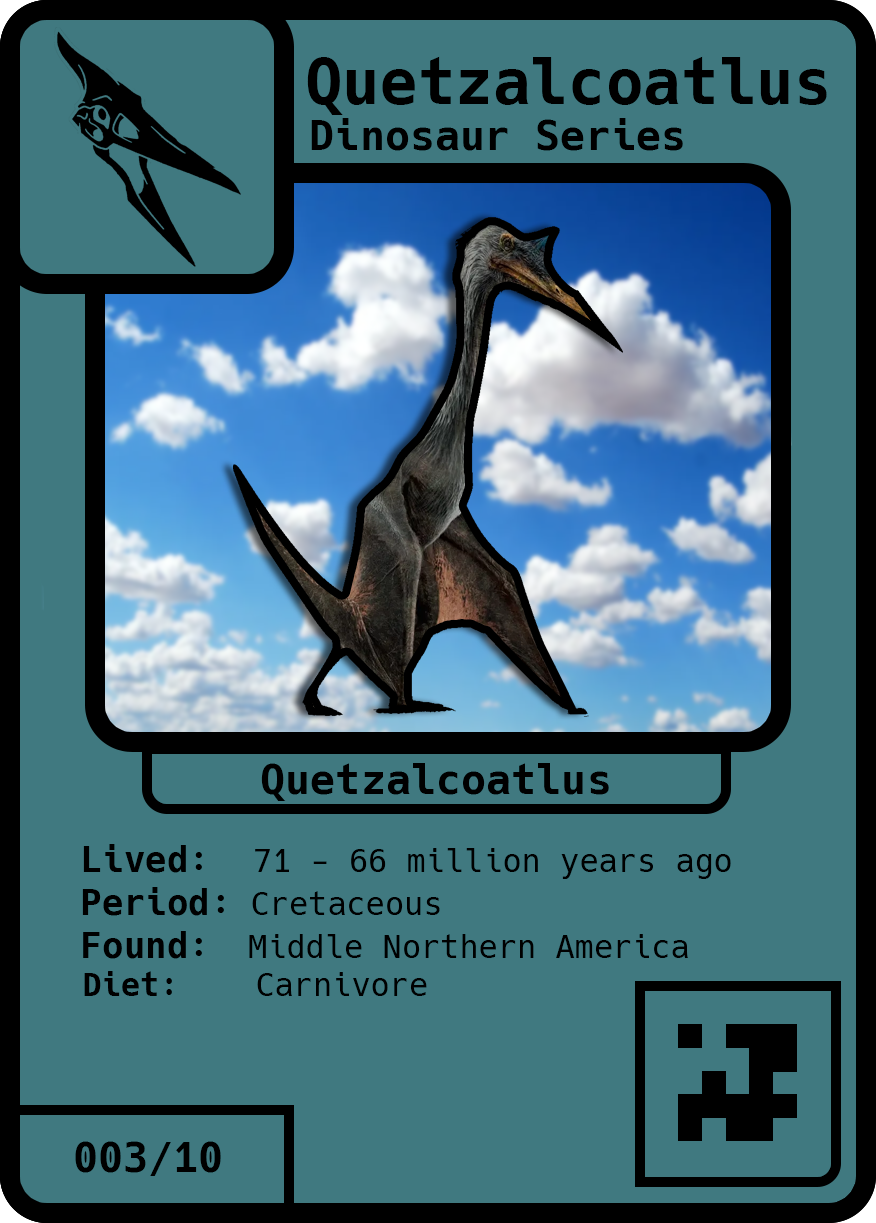 Quetzalcoatlus
Dinosaur Series
Quetzalcoatlus
Lived: 71 - 66 million years ago
Period: Cretaceous
Found: Middle Northern America
Diet: Carnivore
003/10